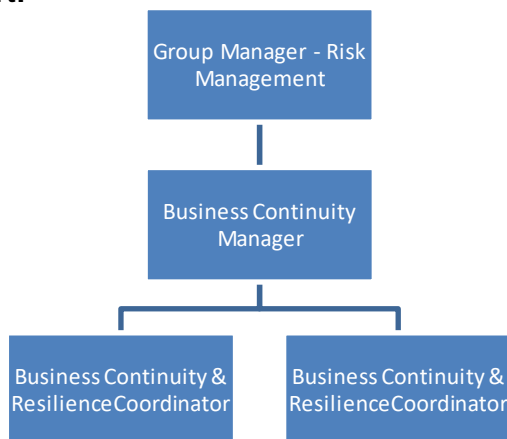 Group Manager - Risk
Management
Business Continuity
Manager
Business Continuity &
Resilience Coordinator
Business Continuity &
Resilience Coordinator